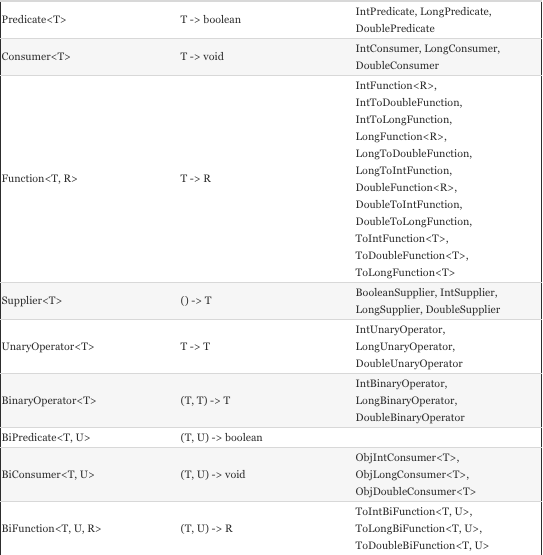 Predicate<T>
T -> boolean
IntPredicate, LongPredicate,
DoublePredicate
Consumer<T>
T -> void
IntConsumer, LongConsumer,
DoubleConsumer
Function<T, R>
T -> R
IntFunction<R>,
IntToDoubleFunction,
IntToLongFunction,
LongFunction<R>,
LongToDoubleFunction,
LongToIntFunction,
DoubleFunction<R>,
DoubleToIntFunction,
DoubleToLongFunction,
ToIntFunction<T>,
ToDoubleFunction<T>,
ToLongFunction<T>
Supplier<T>
() -> T
BooleanSupplier, IntSupplier,
LongSupplier, DoubleSupplier
UnaryOperator<T>
T -> T
IntUnaryOperator,
LongUnaryOperator,
DoubleUnaryOperator
BinaryOperator<T>
(T, T) -> T
IntBinaryOperator,
LongBinaryOperator,
DoubleBinaryOperator
BiPredicate<T, U>
(T, U) -> boolean
BiConsumer<T, U>
(T, U) -> void
ObjIntConsumer<T>,
ObjLongConsumer<T>,
ObjDoubleConsumer<T>
BiFunction<T, U, R>
(T, U) -> R
ToIntBiFunction<T, U>,
ToLongBiFunction<T, U>,
ToDoubleBiFunction<T, U>